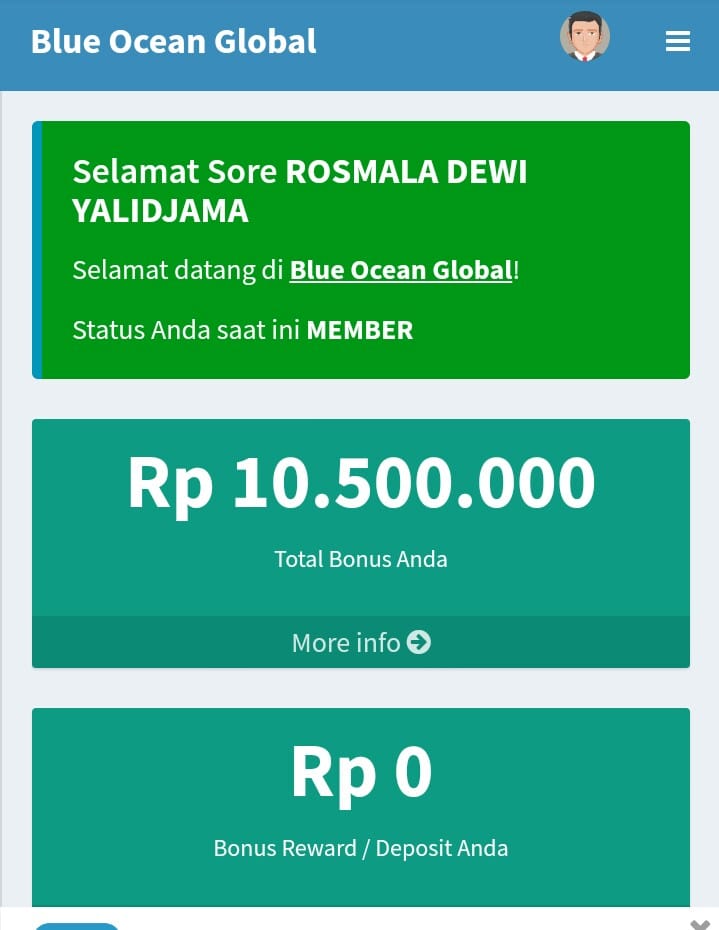 Blue Ocean Global
Selamat Sore ROSMALA DEWI
YALIDJAMA
Selamat datang di Blue Ocean Global!
Status Anda saat ini MEMBER
Rp 10.500.000
Total Bonus Anda
More info
Rp 0
Bonus Reward / Deposit Anda